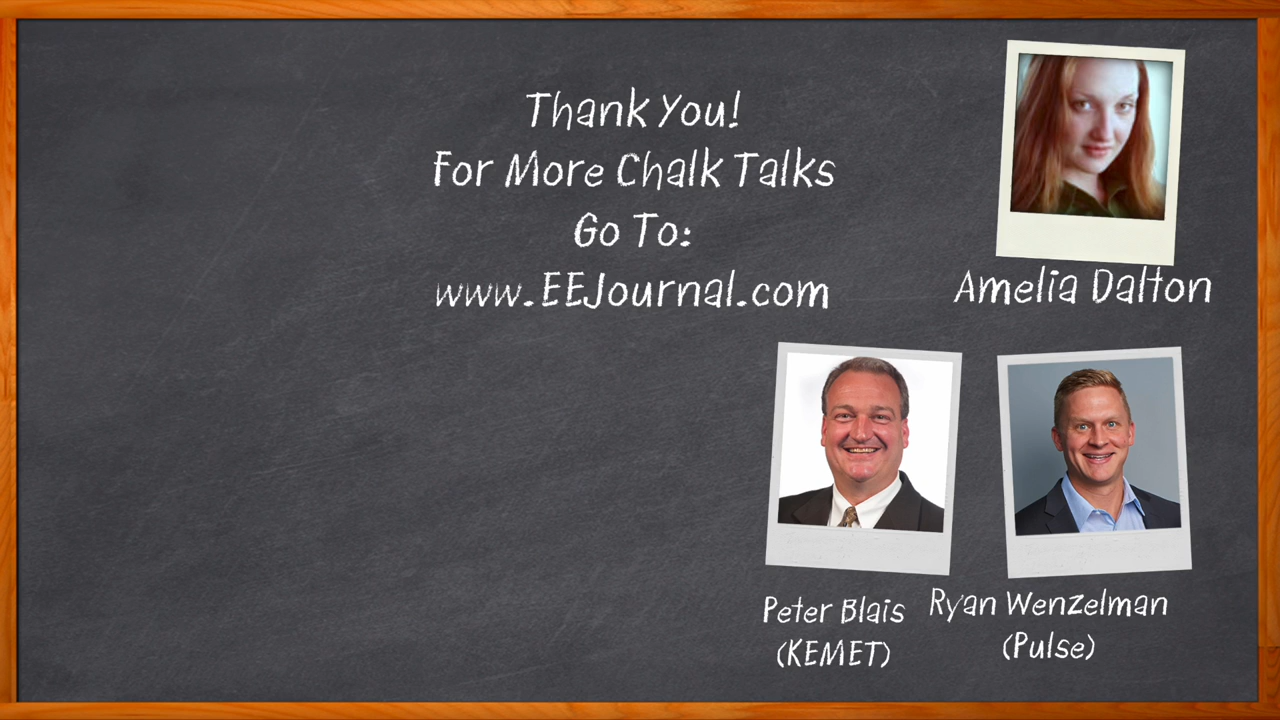 Thank You!
For More Chalk Talks
Go To:
www.EEJournal.com
Amelia Dalton
Peter Blais
(KEMET)
Ryan Wenzelman
(Pulse)